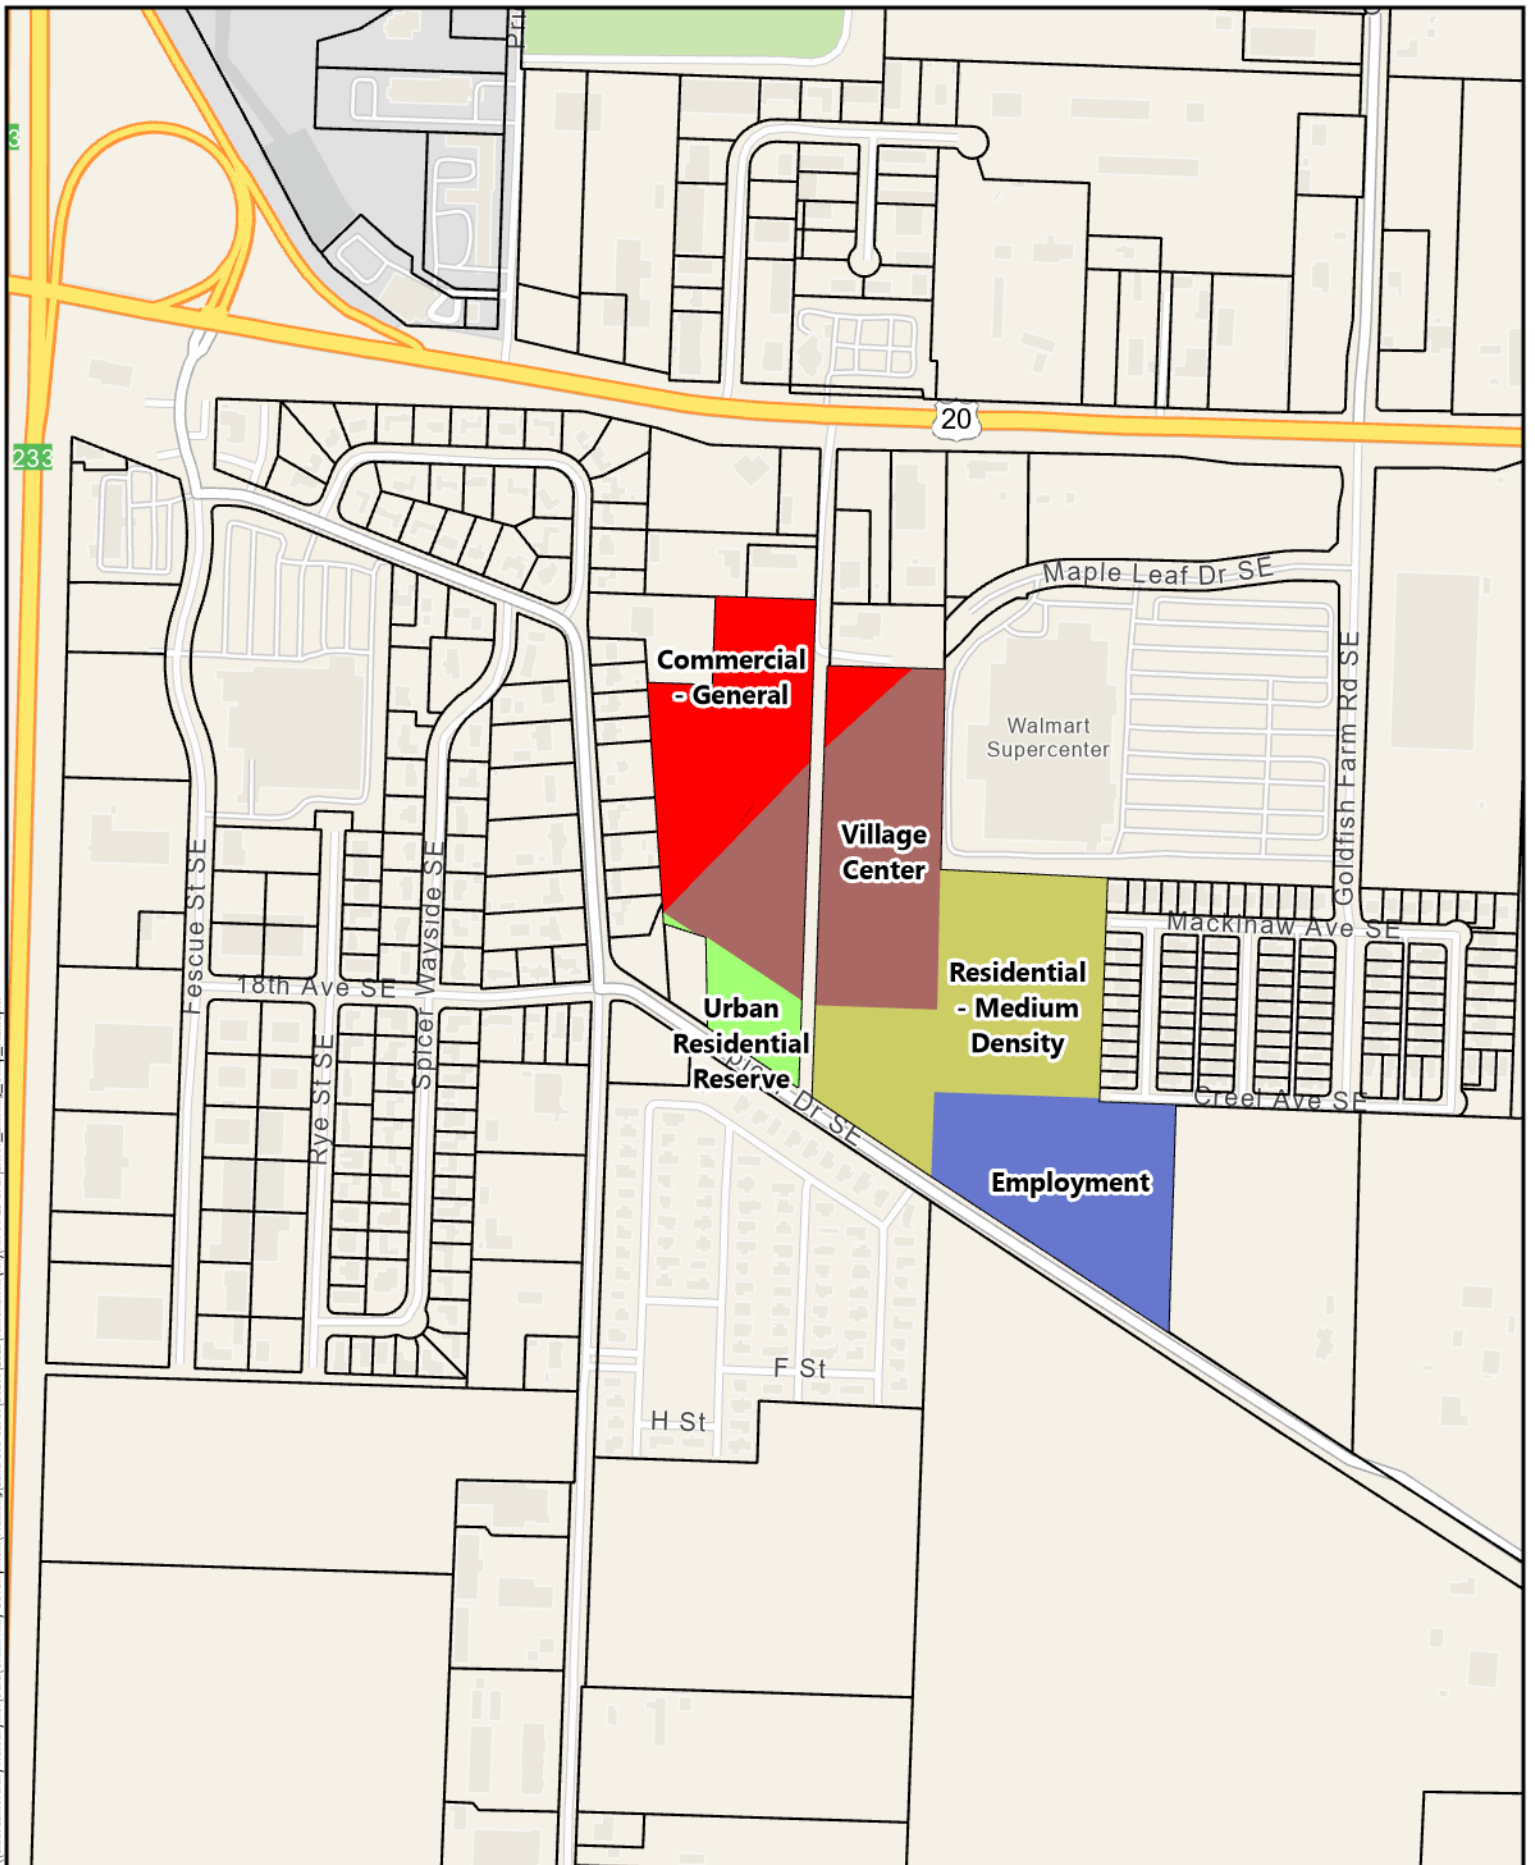 20
233
Maple Leaf Dr SE
Commercial
- General
Walmart
Supercenter
Goldfish Farm Rd SE
Village
Center
Fescue St SE
Spicer Wayside SE
Mackinaw Ave SE
18th Ave SE
Residential
- Medium
Density
Urban
Residential
Reserve
Rye St SE
Dr SE
Creel Ave SE
Employment
F St
H St